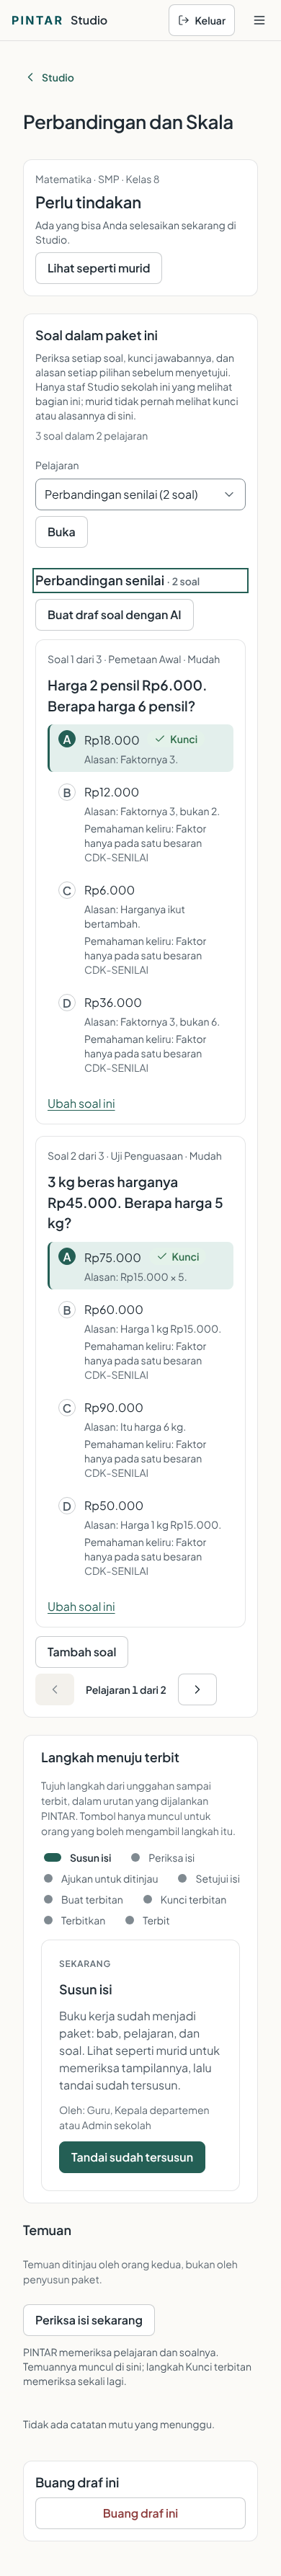 PINTAR Studio
Keluar
Studio
Perbandingan dan Skala
Matematika · SMP · Kelas 8
Perlu tindakan
Ada yang bisa Anda selesaikan sekarang di
Studio.
Lihat seperti murid
Soal dalam paket ini
Periksa setiap soal, kunci jawabannya, dan
alasan setiap pilihan sebelum menyetujui.
Hanya staf Studio sekolah ini yang melihat
bagian ini; murid tidak pernah melihat kunci
atau alasannya di sini.
3 soal dalam 2 pelajaran
Pelajaran
Perbandingan senilai (2 soal)
Buka
Perbandingan senilai · 2 soal
Buat draf soal dengan AI
Soal 1 dari 3 · Pemetaan Awal · Mudah
Harga 2 pensil Rp6.000.
Berapa harga 6 pensil?
A Rp18.000 Kunci
Alasan: Faktornya 3.
B Rp12.000
Alasan: Faktornya 3, bukan 2.
Pemahaman keliru: Faktor
hanya pada satu besaran
CDK-SENILAI
C Rp6.000
Alasan: Harganya ikut
bertambah.
Pemahaman keliru: Faktor
hanya pada satu besaran
CDK-SENILAI
D Rp36.000
Alasan: Faktornya 3, bukan 6.
Pemahaman keliru: Faktor
hanya pada satu besaran
CDK-SENILAI
Ubah soal ini
Soal 2 dari 3 · Uji Penguasaan · Mudah
3 kg beras harganya
Rp45.000. Berapa harga 5
kg?
A Rp75.000 Kunci
Alasan: Rp15.000 × 5.
B Rp60.000
Alasan: Harga 1 kg Rp15.000.
Pemahaman keliru: Faktor
hanya pada satu besaran
CDK-SENILAI
C Rp90.000
Alasan: Itu harga 6 kg.
Pemahaman keliru: Faktor
hanya pada satu besaran
CDK-SENILAI
D Rp50.000
Alasan: Harga 1 kg Rp15.000.
Pemahaman keliru: Faktor
hanya pada satu besaran
CDK-SENILAI
Ubah soal ini
Tambah soal
Pelajaran 1 dari 2
Langkah menuju terbit
Tujuh langkah dari unggahan sampai
terbit, dalam urutan yang dijalankan
PINTAR. Tombol hanya muncul untuk
orang yang boleh mengambil langkah itu.
Susun isi Periksa isi
Ajukan untuk ditinjau Setujui isi
Buat terbitan Kunci terbitan
Terbitkan Terbit
SEKARANG
Susun isi
Buku kerja sudah menjadi
paket: bab, pelajaran, dan
soal. Lihat seperti murid untuk
memeriksa tampilannya, lalu
tandai sudah tersusun.
Oleh: Guru, Kepala departemen
atau Admin sekolah
Tandai sudah tersusun
Temuan
Temuan ditinjau oleh orang kedua, bukan oleh
penyusun paket.
Periksa isi sekarang
PINTAR memeriksa pelajaran dan soalnya.
Temuannya muncul di sini; langkah Kunci terbitan
memeriksa sekali lagi.
Tidak ada catatan mutu yang menunggu.
Buang draf ini
Buang draf ini